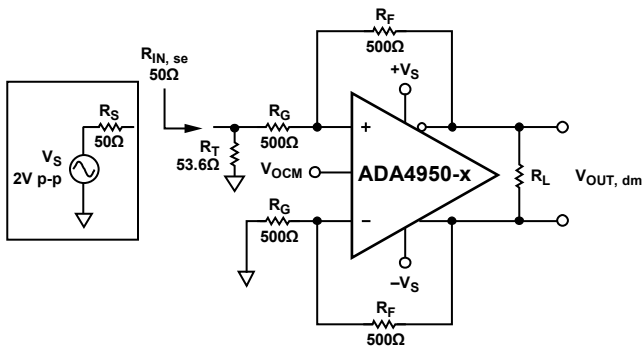 R_F
500Ω
R_IN, se
50Ω
+V_S
R_S
50Ω
R_G
500Ω
+
V_S
2V p-p
R_T
53.6Ω
V_OCM
ADA4950-x
R_L
V_OUT, dm
R_G
500Ω
−
−V_S
R_F
500Ω